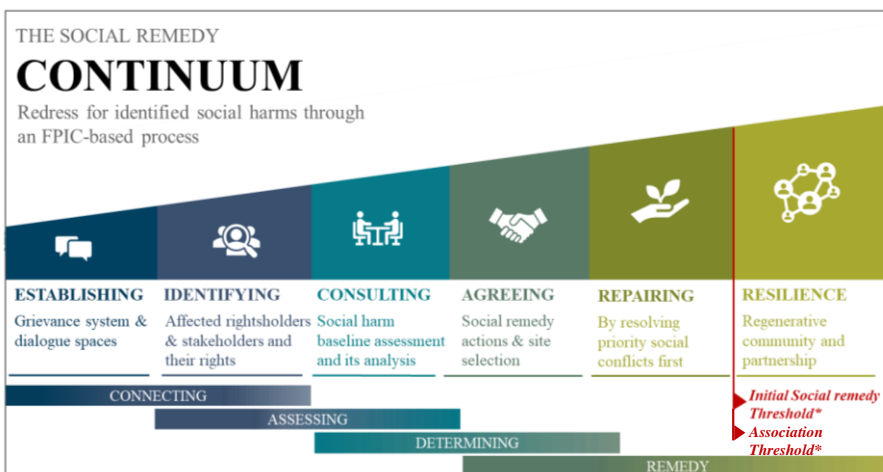 THE SOCIAL REMEDY
CONTINUUM
Redress for identified social harms through
an FPIC-based process
ESTABLISHING
Grievance system &
dialogue spaces
IDENTIFYING
Affected rightsholders
& stakeholders and
their rights
CONSULTING
Social harm
baseline assessment
and its analysis
AGREEING
Social remedy
actions & site
selection
REPAIRING
By resolving
priority social
conflicts first
RESILIENCE
Regenerative
community and
partnership
CONNECTING
ASSESSING
DETERMINING
REMEDY
Initial Social remedy
Threshold*
Association
Threshold*